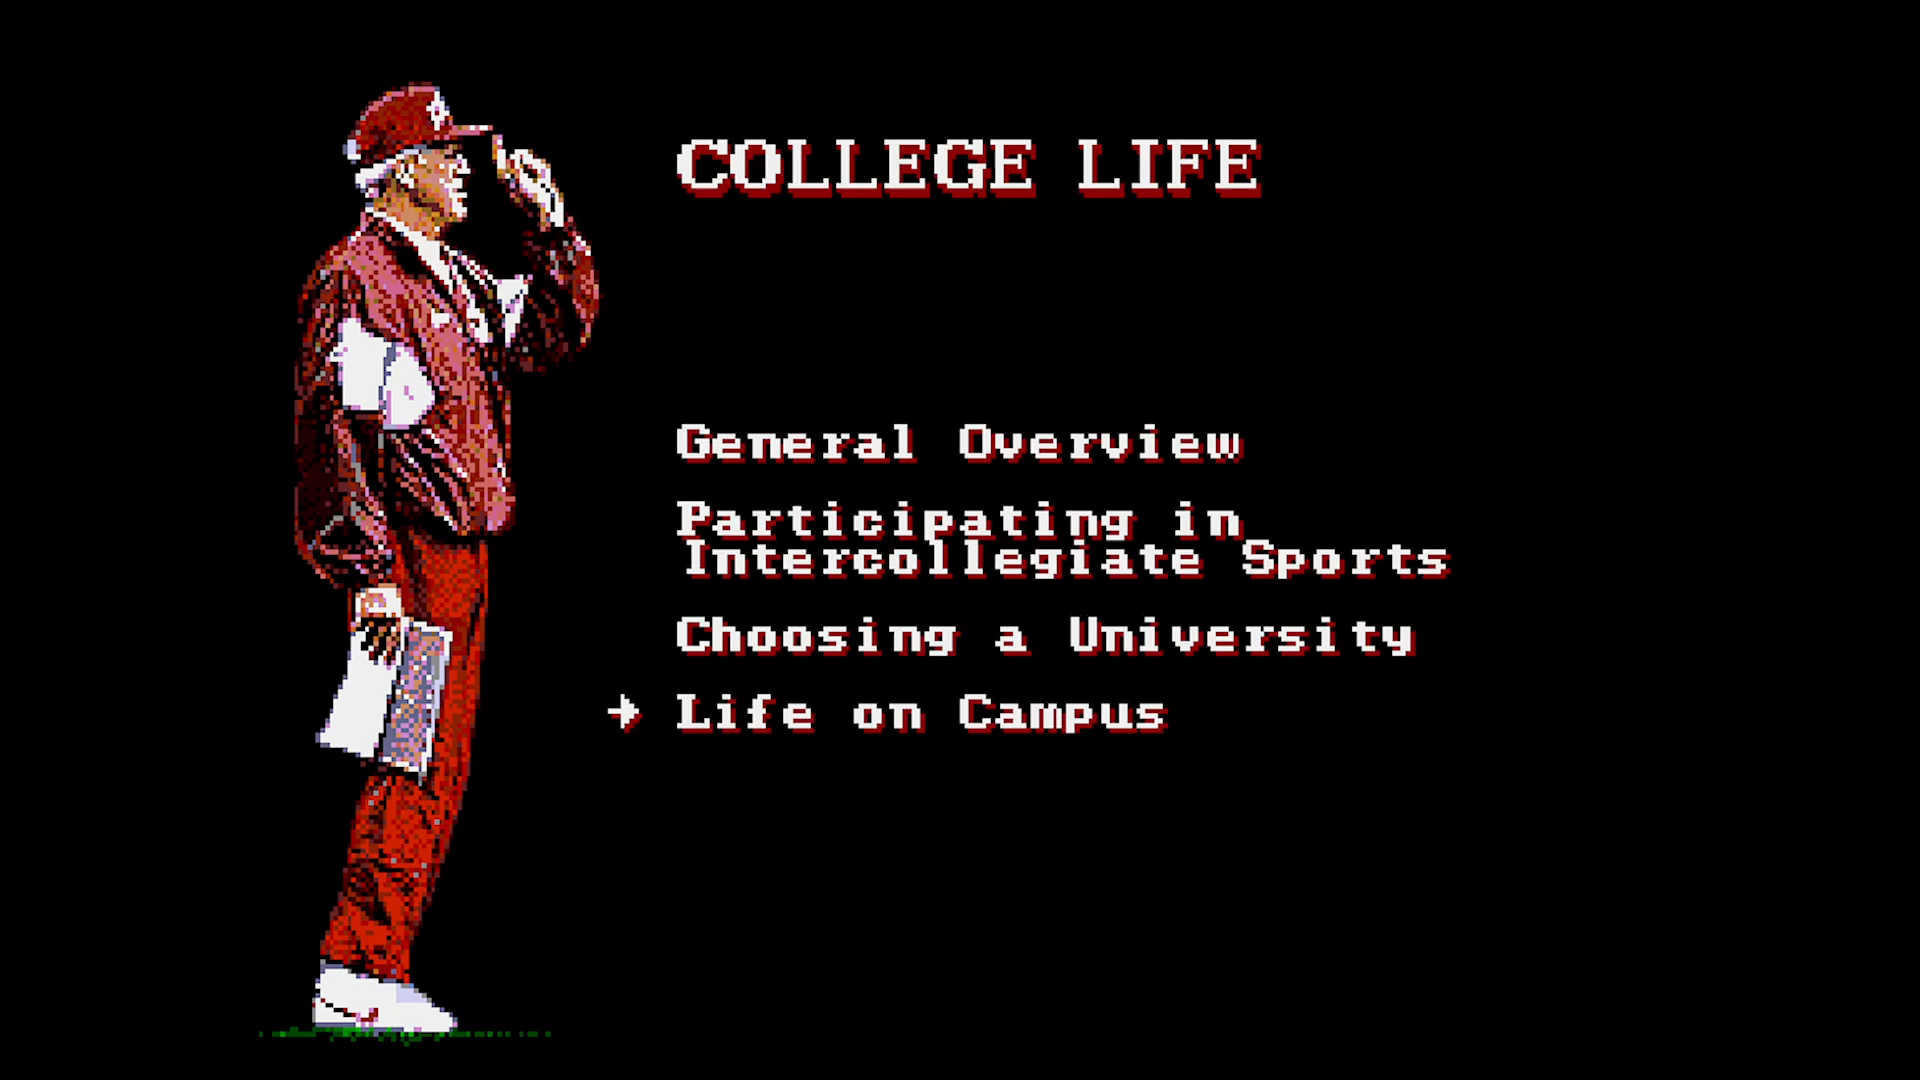 COLLEGE LIFE
General Overview
Participating in
Intercollegiate Sports
Choosing a University
Life on Campus